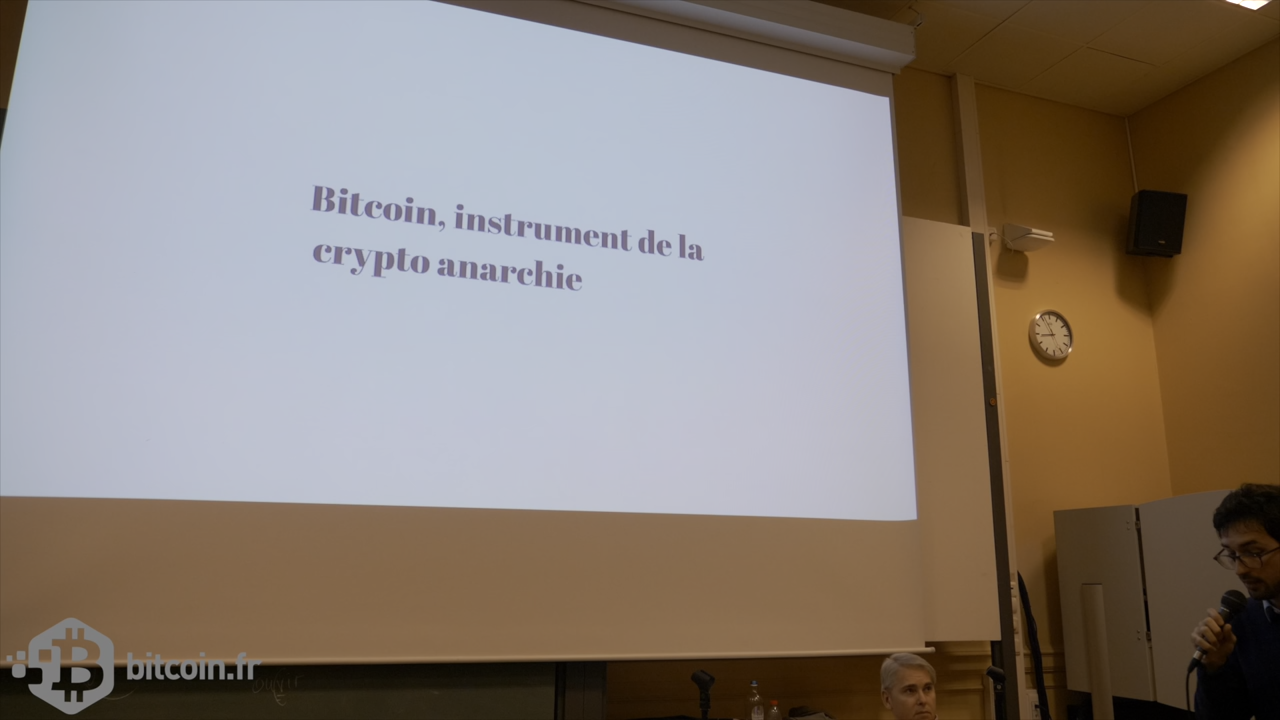 Bitcoin, instrument de la
crypto anarchie
bitcoin.fr